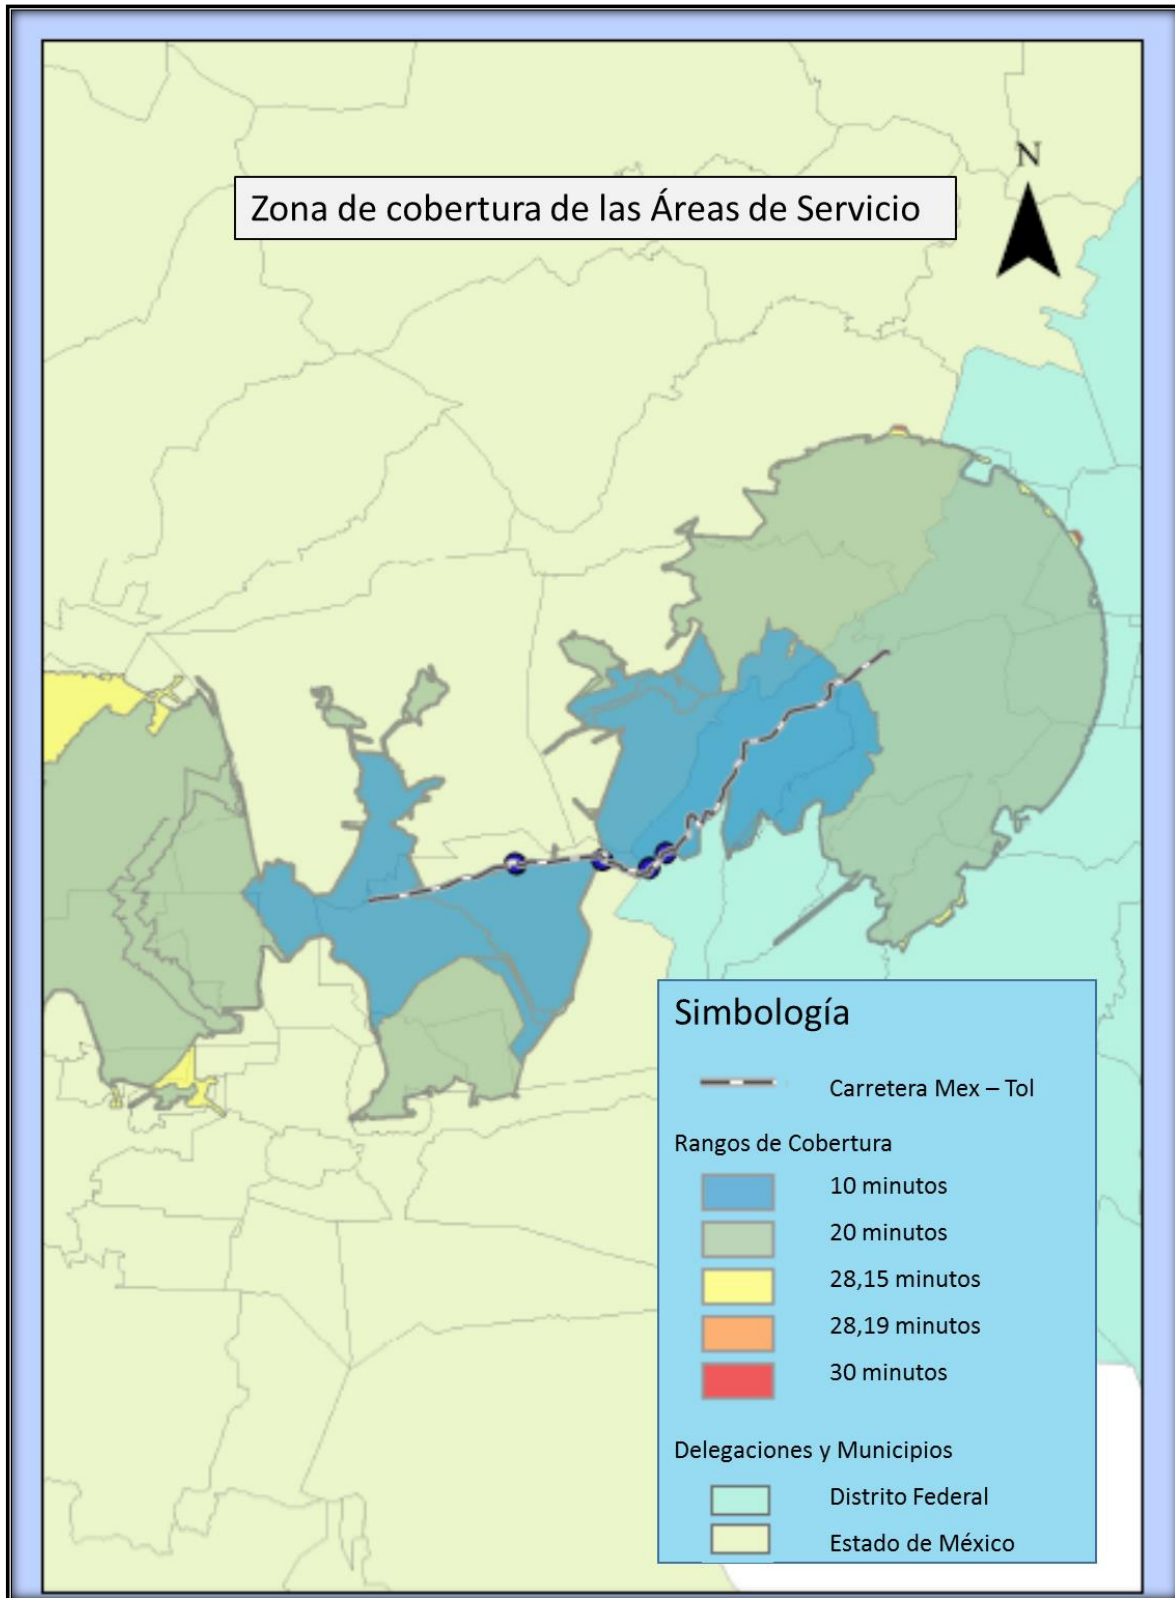 N
Zona de cobertura de las Áreas de Servicio
Simbología
Carretera Mex – Tol
Rangos de Cobertura
10 minutos
20 minutos
28,15 minutos
28,19 minutos
30 minutos
Delegaciones y Municipios
Distrito Federal
Estado de México